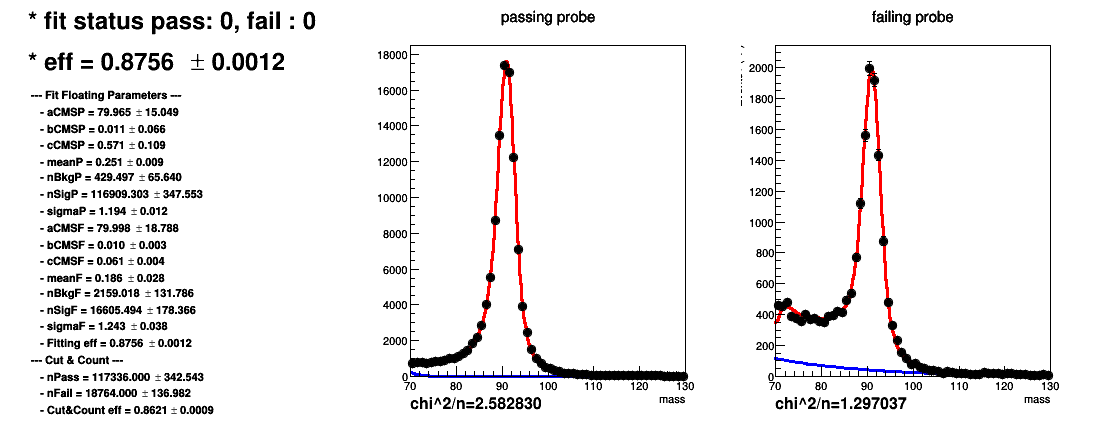 * fit status pass: 0, fail : 0
* eff = 0.8756 ± 0.0012
--- Fit Floating Parameters ---
- aCMSP = 79.965 ± 15.049
- bCMSP = 0.011 ± 0.066
- cCMSP = 0.571 ± 0.109
- meanP = 0.251 ± 0.009
- nBkgP = 429.497 ± 65.640
- nSigP = 116909.303 ± 347.553
- sigmaP = 1.194 ± 0.012
- aCMSF = 79.998 ± 18.788
- bCMSF = 0.010 ± 0.003
- cCMSF = 0.061 ± 0.004
- meanF = 0.186 ± 0.028
- nBkgF = 2159.018 ± 131.786
- nSigF = 16605.494 ± 178.366
- sigmaF = 1.243 ± 0.038
- Fitting eff = 0.8756 ± 0.0012
--- Cut & Count ---
- nPass = 117336.000 ± 342.543
- nFail = 18764.000 ± 136.982
- Cut&Count eff = 0.8621 ± 0.0009
passing probe
18000
16000
14000
12000
10000
8000
6000
4000
2000
0
70 80 90 100 110 120 130
mass
chi^2/n=2.582830
failing probe
2000
1800
1600
1400
1200
1000
800
600
400
200
0
70 80 90 100 110 120 130
mass
chi^2/n=1.297037